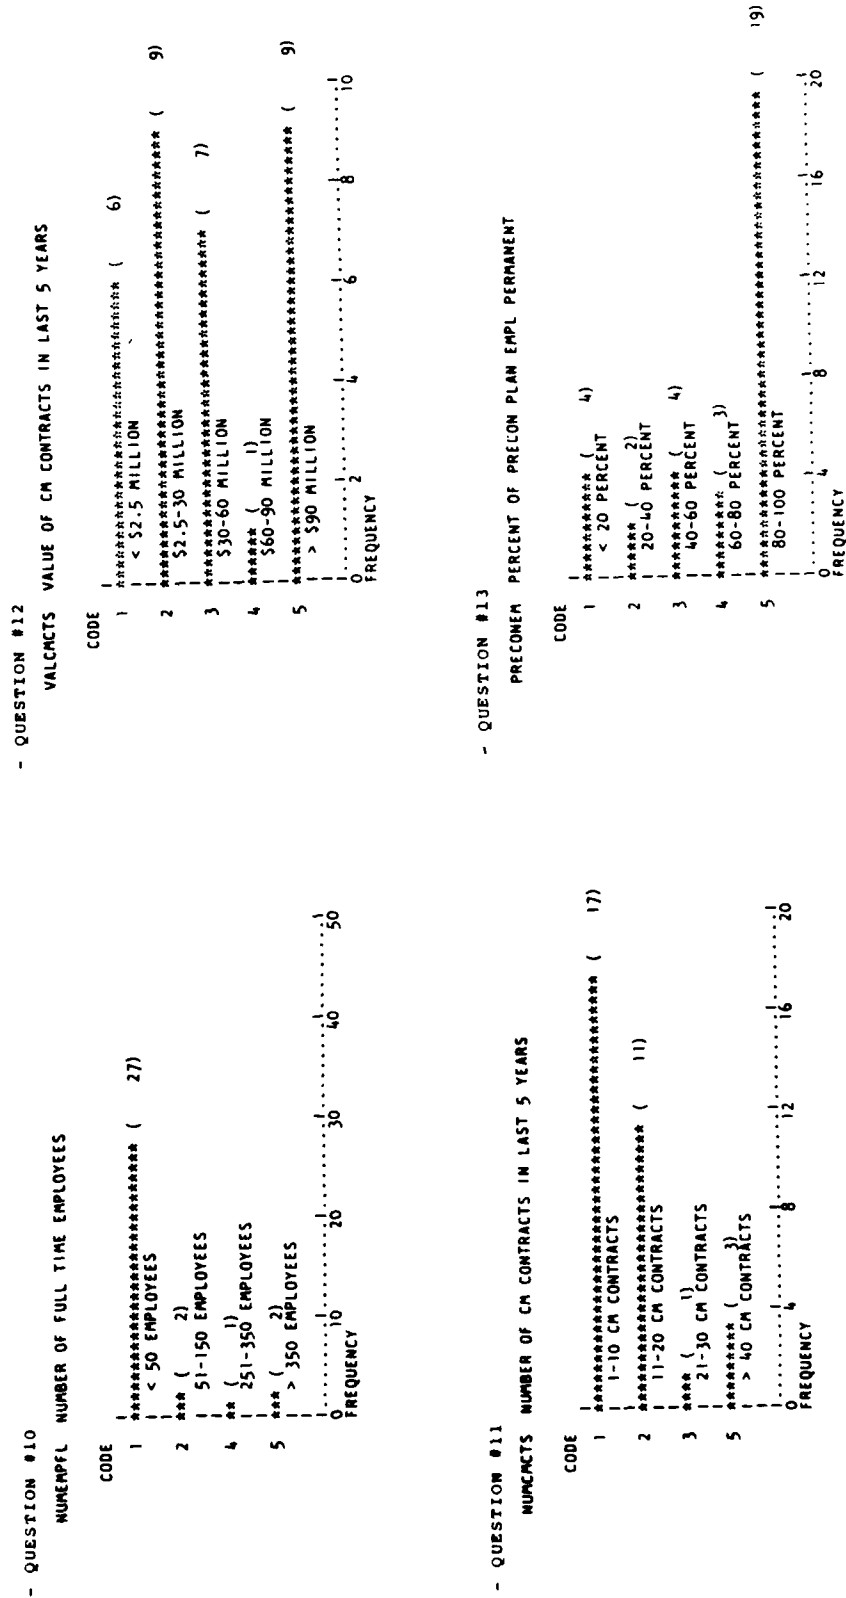 - QUESTION #10
NUMEMPFL NUMBER OF FULL TIME EMPLOYEES
CODE
I
1 **************************** ( 27)
I < 50 EMPLOYEES
I
2 *** ( 2)
I 51-150 EMPLOYEES
I
4 ** ( 1)
I 251-350 EMPLOYEES
I
5 *** ( 2)
I > 350 EMPLOYEES
I
I.........I.........I.........I.........I.........I
0 10 20 30 40 50
FREQUENCY
- QUESTION #11
NUMCMCTS NUMBER OF CM CONTRACTS IN LAST 5 YEARS
CODE
I
1 ******************************************** ( 17)
I 1-10 CM CONTRACTS
I
2 ***************************** ( 11)
I 11-20 CM CONTRACTS
I
3 **** ( 1)
I 21-30 CM CONTRACTS
I
5 ********* ( 3)
I > 40 CM CONTRACTS
I
I.........I.........I.........I.........I.........I
0 4 8 12 16 20
FREQUENCY
- QUESTION #12
VALCMCTS VALUE OF CM CONTRACTS IN LAST 5 YEARS
CODE
I
1 ******************************* ( 6)
I < $2.5 MILLION
I
2 ********************************************** ( 9)
I $2.5-30 MILLION
I
3 ************************************ ( 7)
I $30-60 MILLION
I
4 ****** ( 1)
I $60-90 MILLION
I
5 ********************************************** ( 9)
I > $90 MILLION
I
I.........I.........I.........I.........I.........I
0 2 4 6 8 10
FREQUENCY
- QUESTION #13
PRECONEM PERCENT OF PRECON PLAN EMPL PERMANENT
CODE
I
1 *********** ( 4)
I < 20 PERCENT
I
2 ****** ( 2)
I 20-40 PERCENT
I
3 *********** ( 4)
I 40-60 PERCENT
I
4 ********* ( 3)
I 60-80 PERCENT
I
5 ************************************************* ( 19)
I 80-100 PERCENT
I
I.........I.........I.........I.........I.........I
0 4 8 12 16 20
FREQUENCY